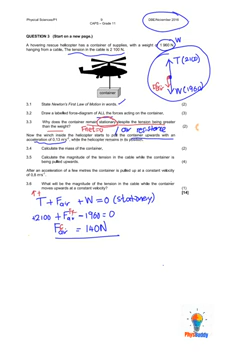 Physical Sciences/P1
9
CAPS – Grade 11
DBE/November 2014
QUESTION 3 (Start on a new page.)
A hovering rescue helicopter has a container of supplies, with a weight of 1 960 N,
hanging from a cable. The tension in the cable is 2 100 N.
W
T (2100)
W (1960)
container
3.1 State Newton's First Law of Motion in words. (2)
3.2 Draw a labelled force-diagram of ALL the forces acting on the container. (3)
3.3 Why does the container remain stationary despite the tension being greater
than the weight? (2)
Friction / air resistance
Now the winch inside the helicopter starts to pull the container upwards with an
acceleration of 0,13 m·s⁻², while the helicopter remains in its position.
3.4 Calculate the mass of the container. (2)
3.5 Calculate the magnitude of the tension in the cable while the container is
being pulled upwards. (4)
After an acceleration of a few metres the container is pulled up at a constant velocity
of 0,8 m·s⁻¹.
3.6 What will be the magnitude of the tension in the cable while the container
moves upwards at a constant velocity? (1)
[14]
T + Fair + W = 0 (stationary)
+2100 + Fair - 1960 = 0
Fair = 140N
PhysBuddy